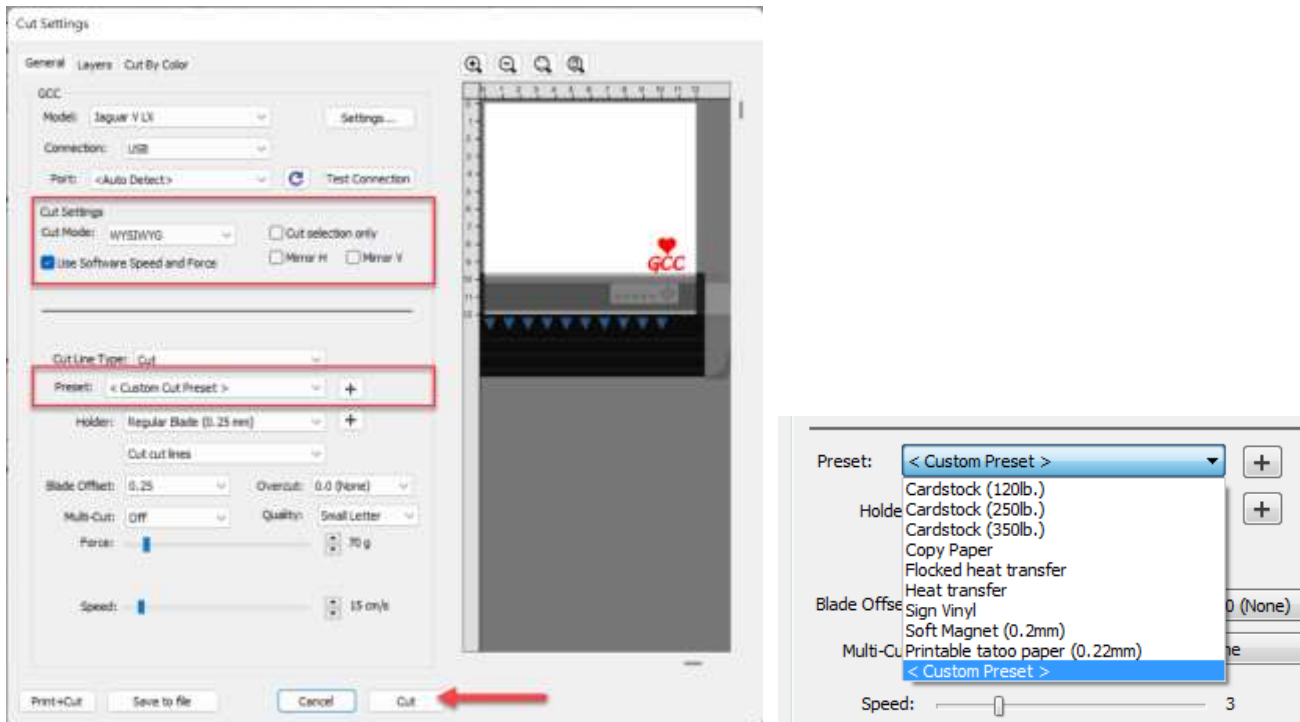 Cut Settings
General Layers Cut By Color
GCC
Model: Jaguar V LX Settings...
Connection: USB
Port: <Auto Detect> Test Connection
Cut Settings
Cut Mode: WYSIWYG Cut selection only
Use Software Speed and Force Mirror H Mirror V
Cut Line Type: Cut
Preset: < Custom Cut Preset > +
Holder: Regular Blade (0.25 mm) +
Cut cut lines
Blade Offset: 0.25 Overcut: 0.0 (None)
Multi-Cut: Off Quality: Small Letter
Force: 70 g
Speed: 15 cm/s
Print+Cut Save to file Cancel Cut
GCC
Preset: < Custom Preset > +
Cardstock (120lb.)
Holde Cardstock (250lb.) +
Cardstock (350lb.)
Copy Paper
Flocked heat transfer
Heat transfer
Blade Offse Sign Vinyl 0 (None)
Soft Magnet (0.2mm)
Multi-Cu Printable tatoo paper (0.22mm) ne
< Custom Preset >
Speed: 3